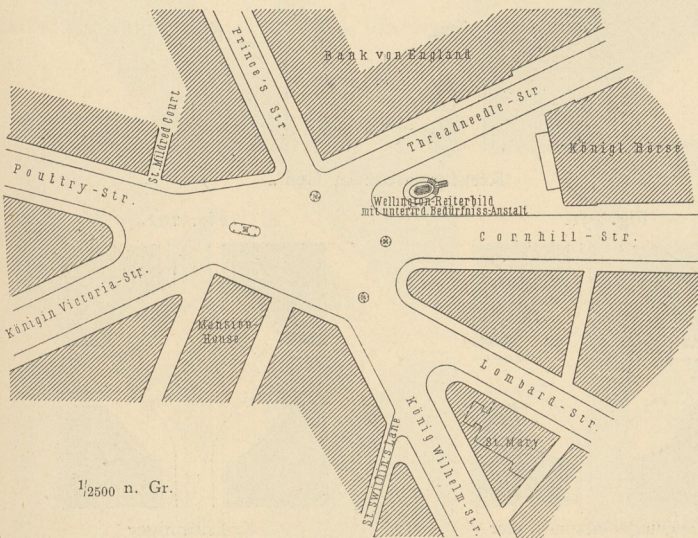 Prince's Str.
Bank von England
Threadneedle-Str
Königl. Börse
St Mildred Court
Poultry-Str.
Wellington-Reiterbild
mit unterird. Bedürfniss-Anstalt
Cornhill-Str.
Königin Victoria-Str.
Mansion-
House
Lombard-Str.
König Wilhelm-Str.
St. Mary
St Swithin's Lane
1/2500 n. Gr.